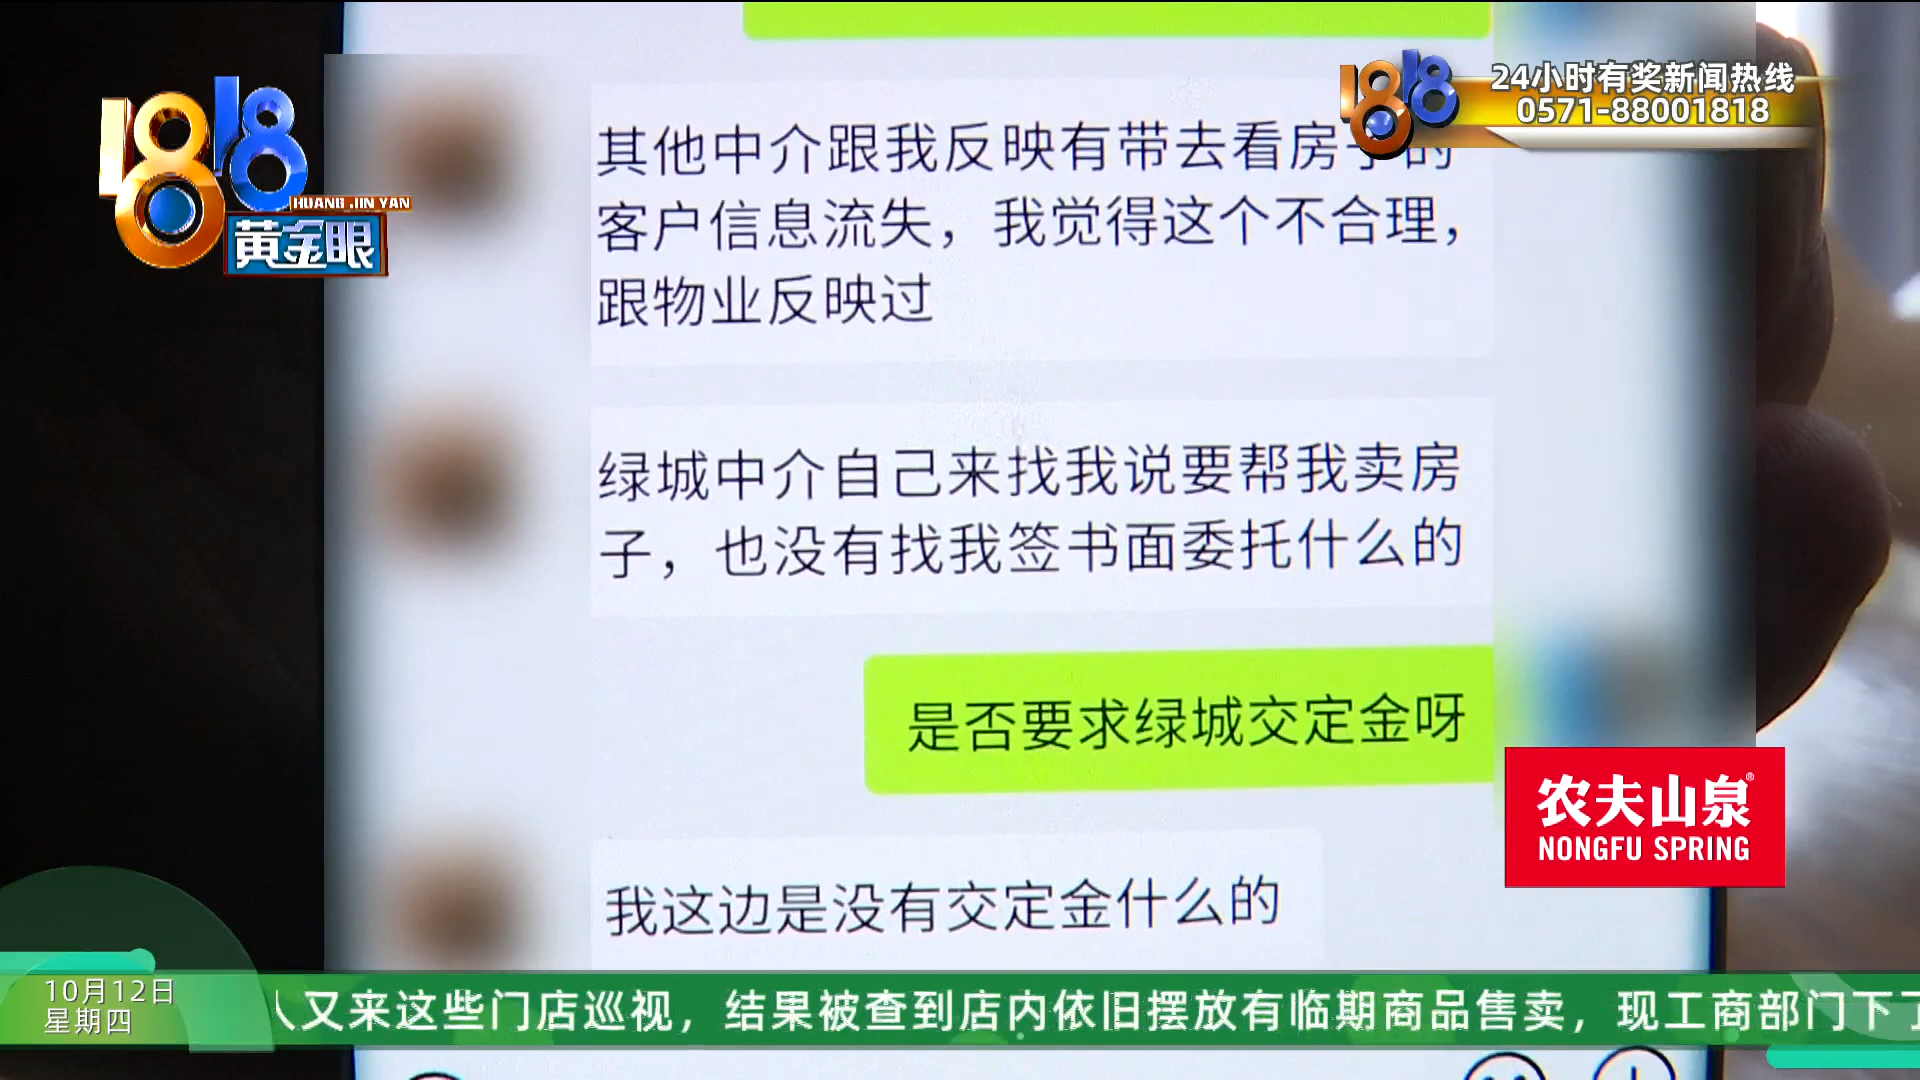 1818
HUANG JIN YAN
黄金眼
1818
24小时有奖新闻热线
0571-88001818
其他中介跟我反映有带去看房子的
客户信息流失，我觉得这个不合理，
跟物业反映过
绿城中介自己来找我说要帮我卖房
子，也没有找我签书面委托什么的
是否要求绿城交定金呀
我这边是没有交定金什么的
农夫山泉®
NONGFU SPRING
10月12日
星期四
人又来这些门店巡视，结果被查到店内依旧摆放有临期商品售卖，现工商部门下了